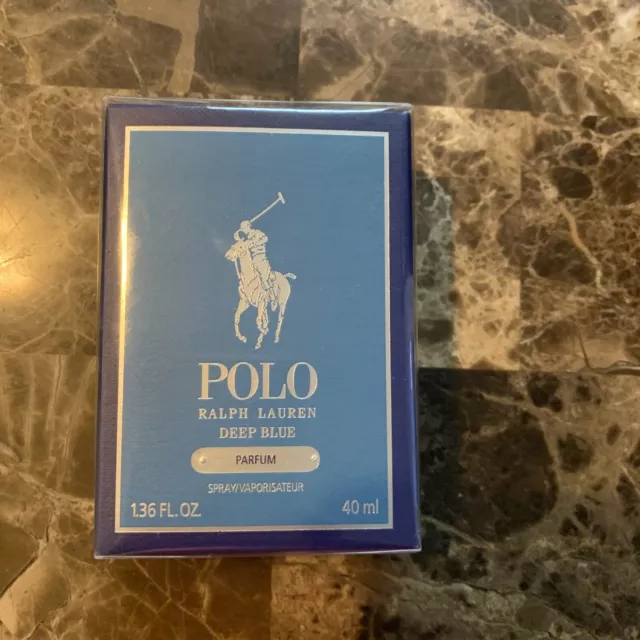 POLO
RALPH LAUREN
DEEP BLUE
PARFUM
SPRAY/VAPORISATEUR
1.36 FL. OZ. 40 ml